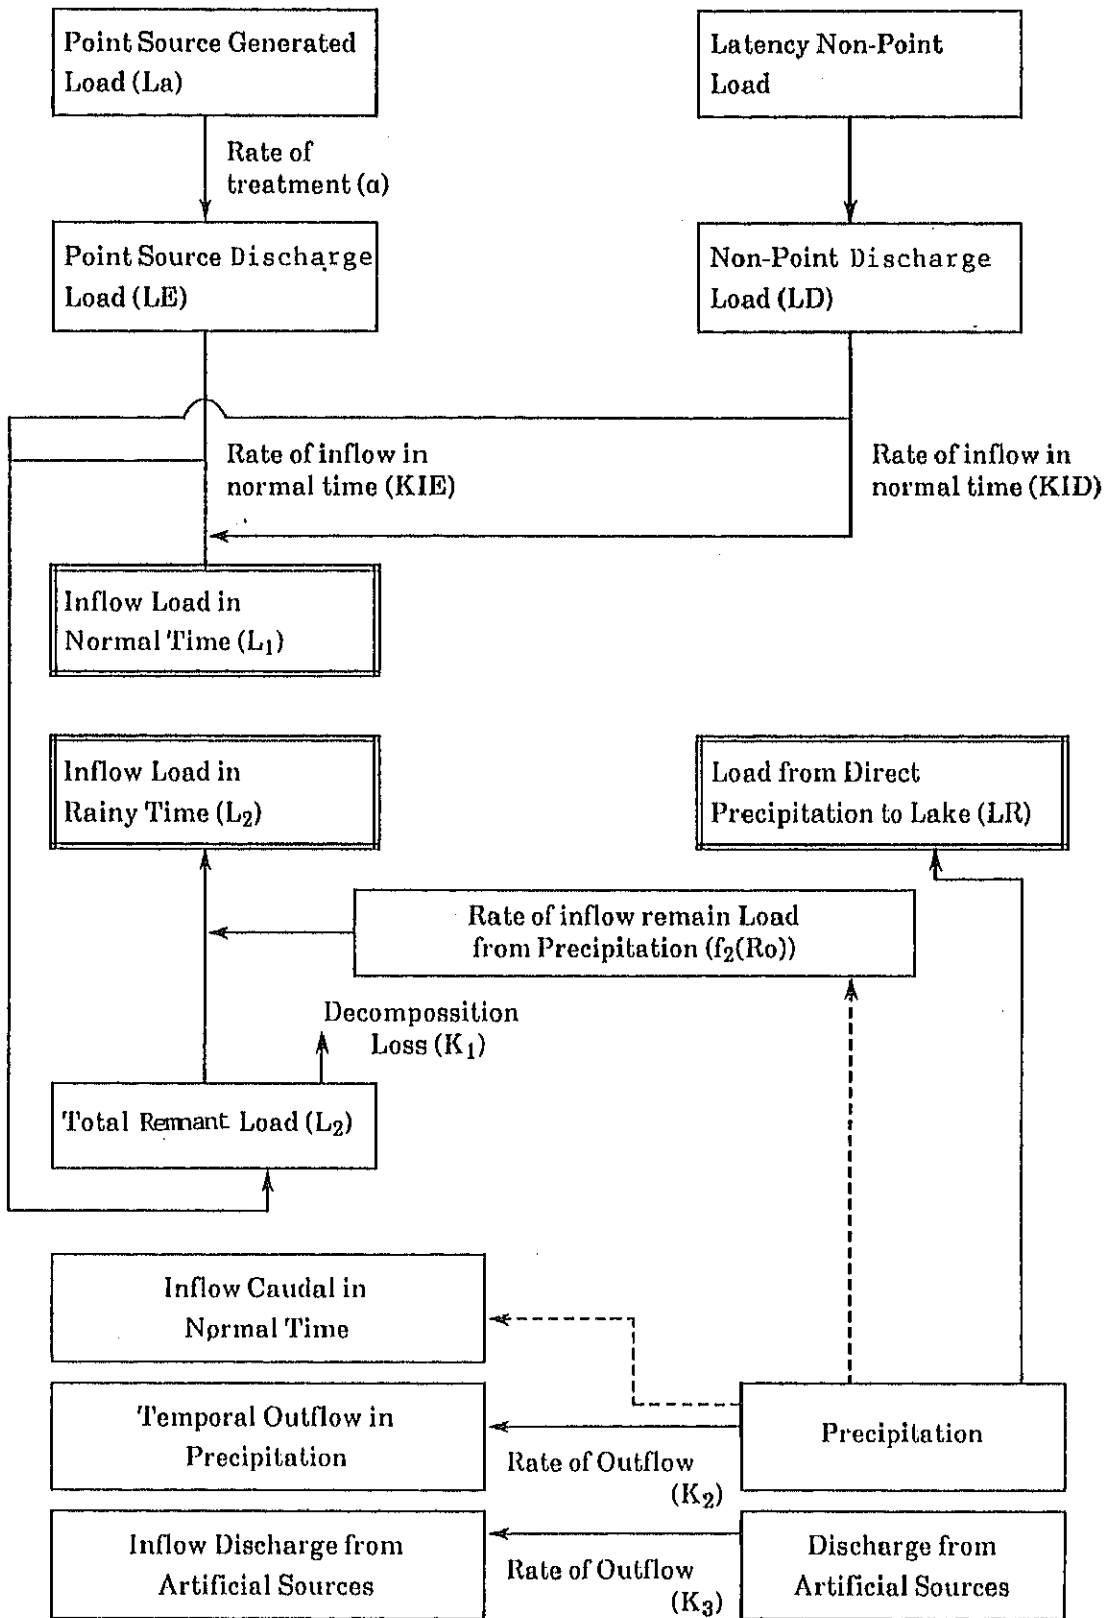 Point Source Generated
Load (La)
Latency Non-Point
Load
Rate of
treatment (α)
Point Source Discharge
Load (LE)
Non-Point Discharge
Load (LD)
Rate of inflow in
normal time (KIE)
Rate of inflow in
normal time (KID)
Inflow Load in
Normal Time (L₁)
Inflow Load in
Rainy Time (L₂)
Load from Direct
Precipitation to Lake (LR)
Rate of inflow remain Load
from Precipitation (f₂(Ro))
Decompossition
Loss (K₁)
Total Remnant Load (L₂)
Inflow Caudal in
Normal Time
Temporal Outflow in
Precipitation
Precipitation
Rate of Outflow
(K₂)
Inflow Discharge from
Artificial Sources
Rate of Outflow
(K₃)
Discharge from
Artificial Sources